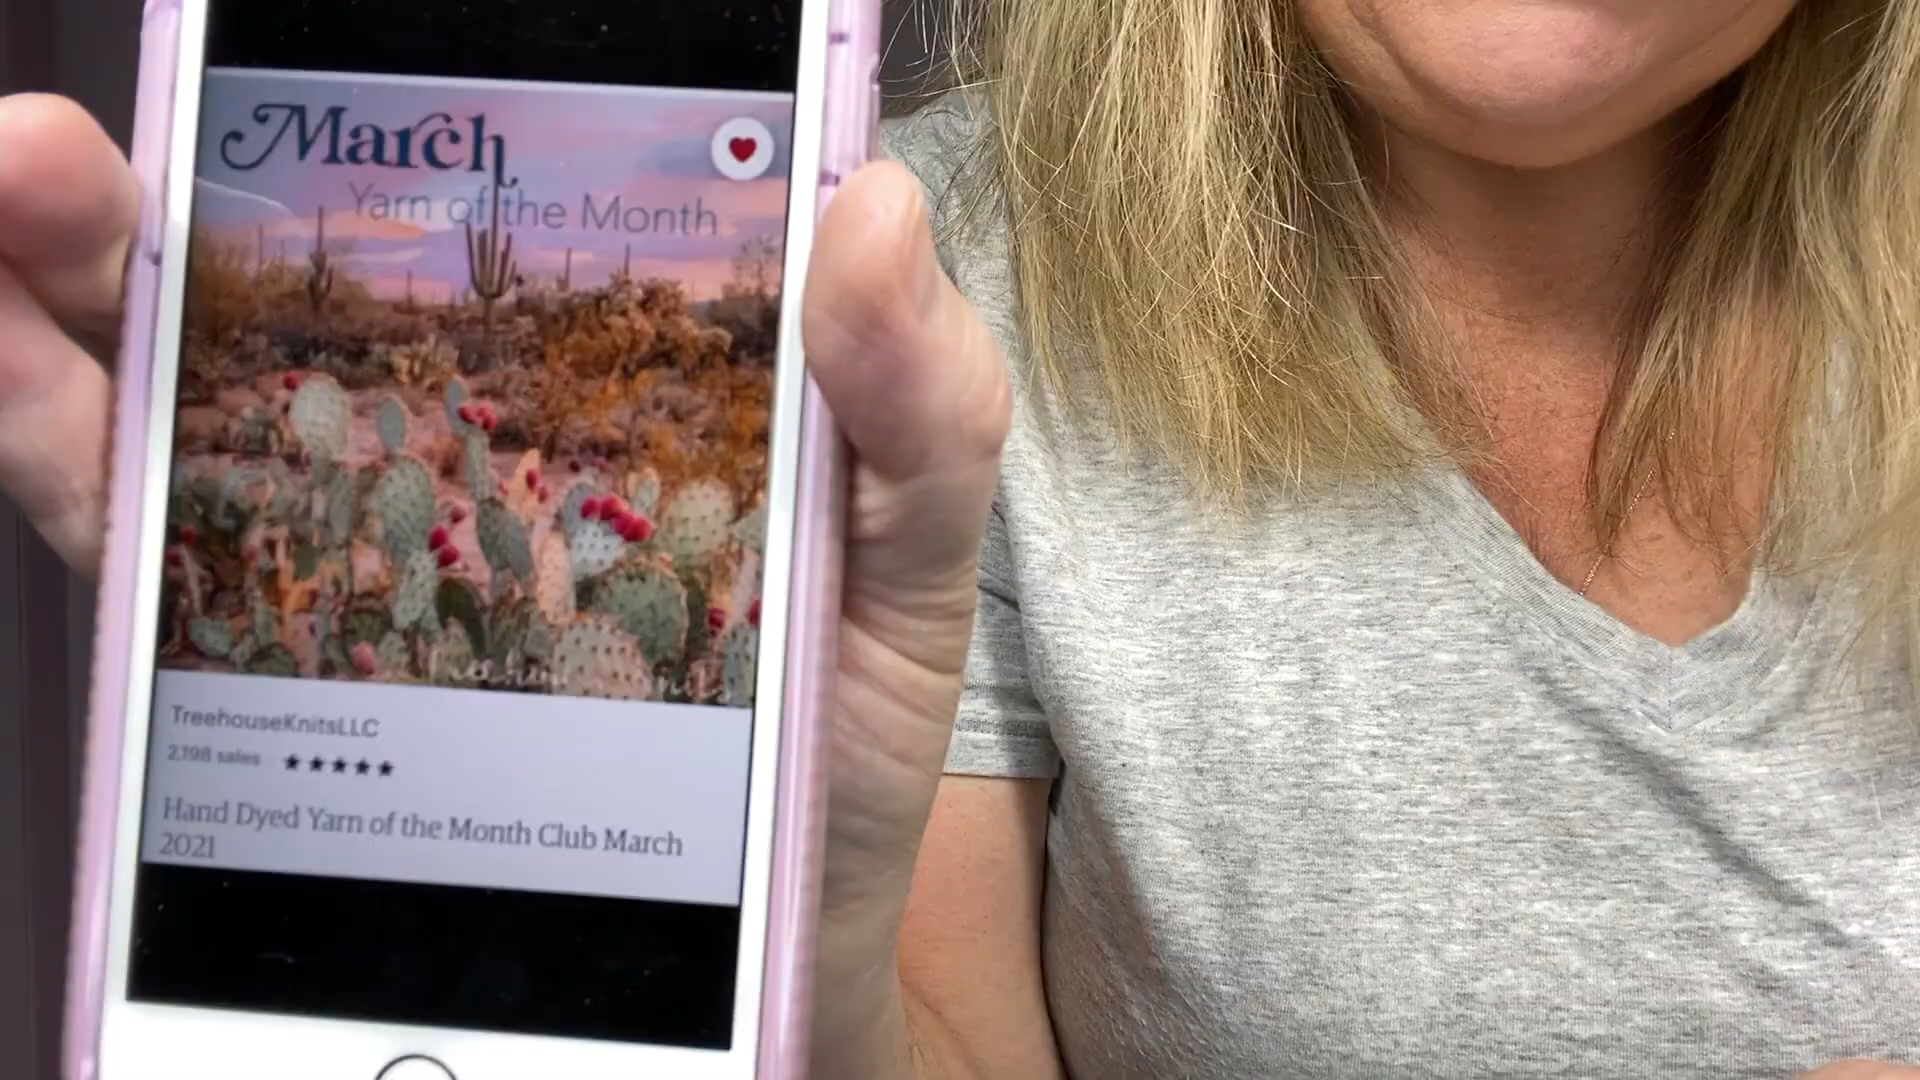 March
Yarn of the Month
TreehouseKnitsLLC
2,198 sales ★★★★★
Hand Dyed Yarn of the Month Club March
2021